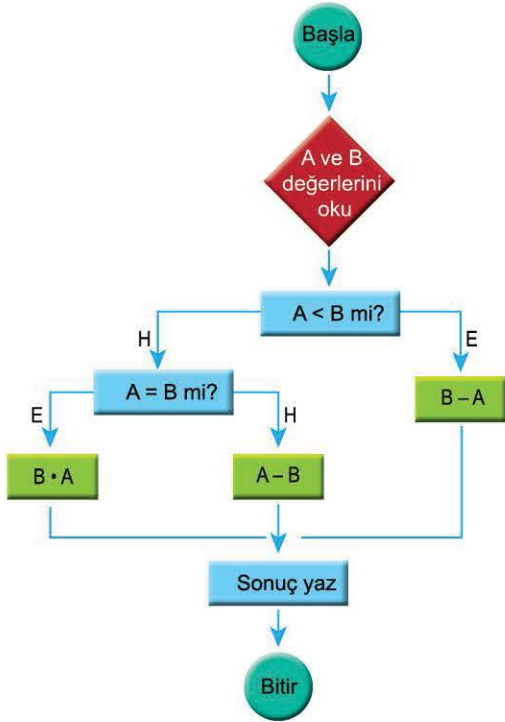 Başla
A ve B
değerlerini
oku
A < B mi?
H
E
A = B mi?
B – A
E
H
B • A
A – B
Sonuç yaz
Bitir